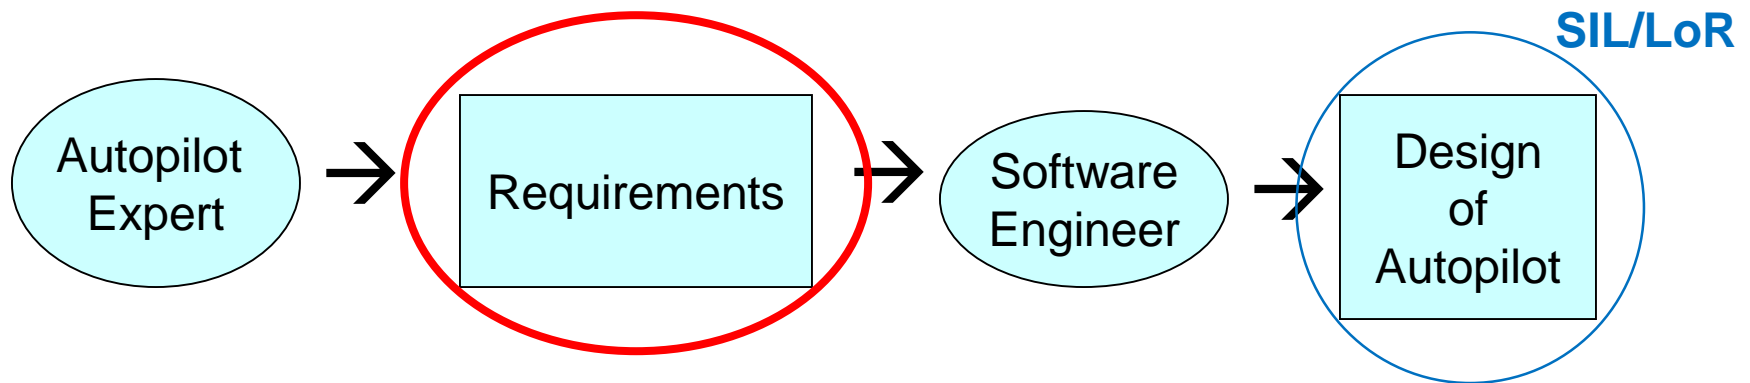 SIL/LoR
Autopilot
Expert
Requirements
Software
Engineer
Design
of
Autopilot